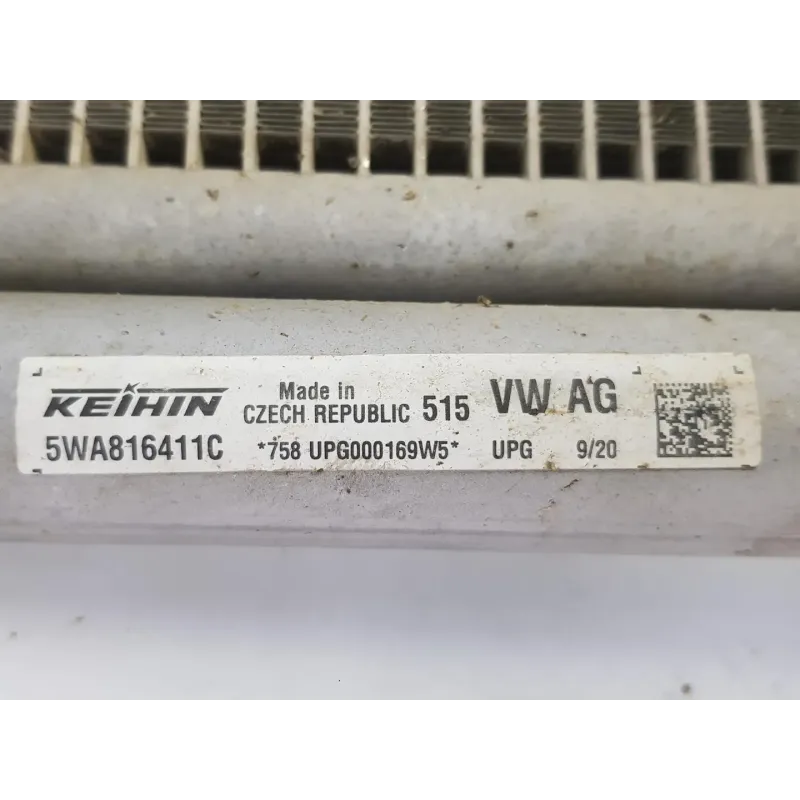 KEIHIN Made in CZECH REPUBLIC 515 VW AG
5WA816411C *758 UPG000169W5* UPG 9/20